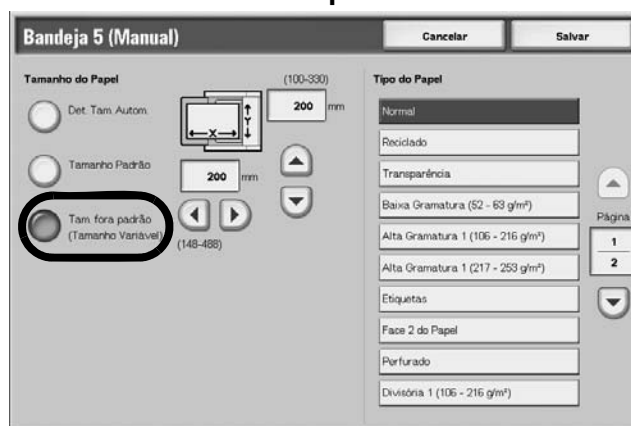 Bandeja 5 (Manual)
Cancelar
Salvar
Tamanho do Papel
(100-330)
Det. Tam. Autom.
Y
X
200 mm
Tamanho Padrão
200 mm
Tam. fora padrão
(Tamanho Variável)
(148-488)
Tipo do Papel
Normal
Reciclado
Transparência
Baixa Gramatura (52 - 63 g/m²)
Alta Gramatura 1 (106 - 216 g/m²)
Alta Gramatura 1 (217 - 253 g/m²)
Etiquetas
Face 2 do Papel
Perfurado
Divisória 1 (106 - 216 g/m²)
Página
1
2